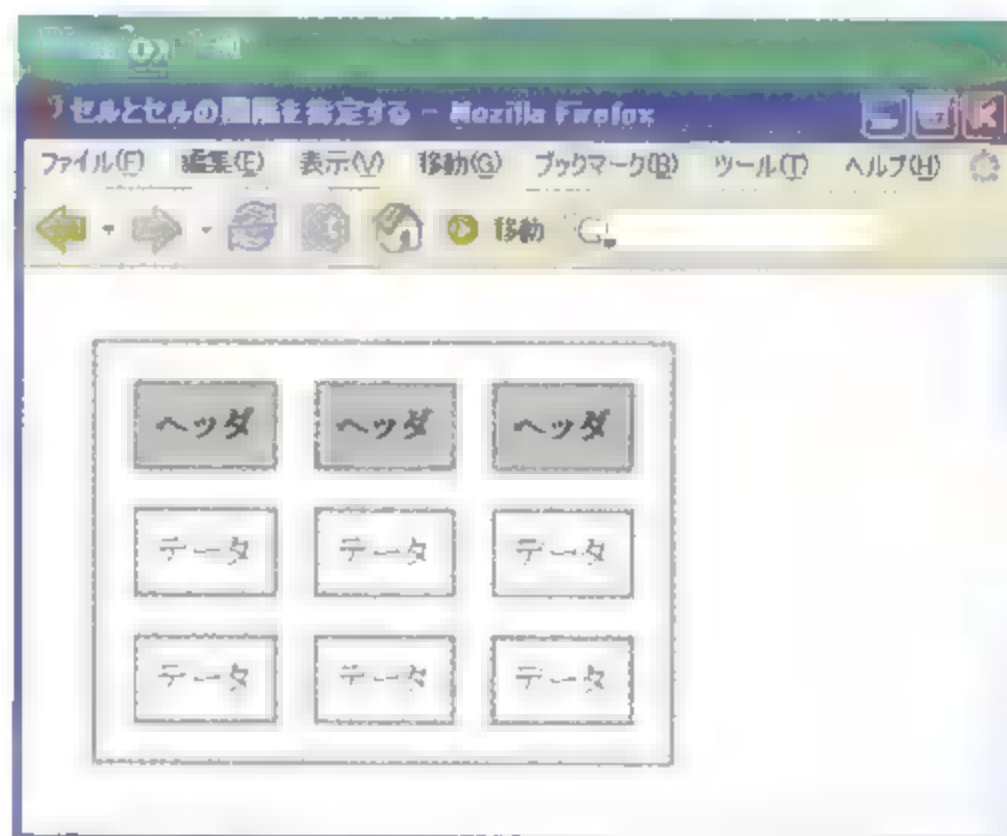 セルとセルの間隔を指定する - Mozilla Firefox
ファイル(F) 編集(E) 表示(V) 移動(G) ブックマーク(B) ツール(T) ヘルプ(H)
移動 G
ヘッダ ヘッダ ヘッダ
データ データ データ
データ データ データ